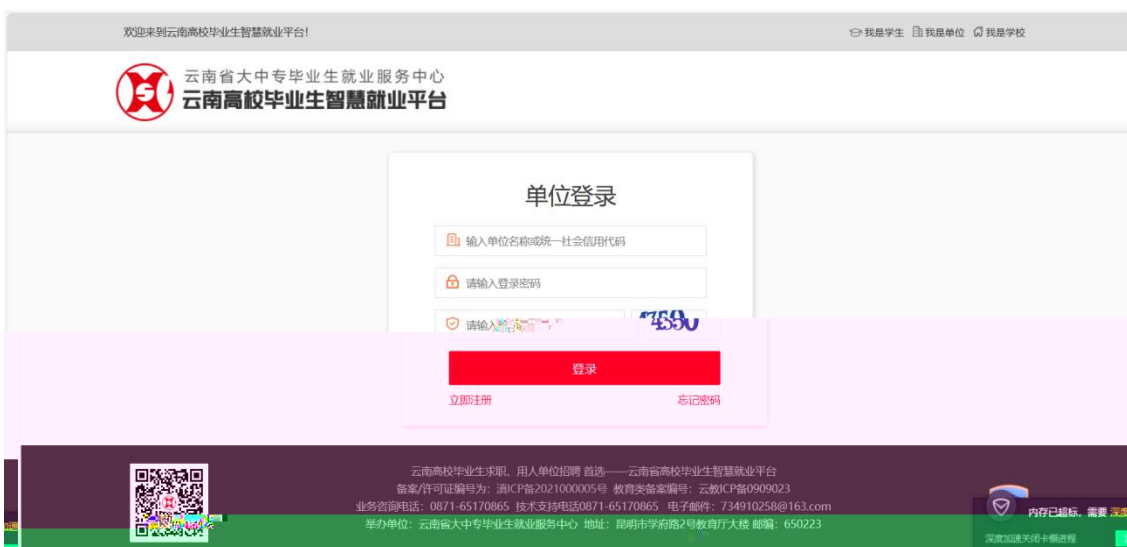 欢迎来到云南高校毕业生智慧就业平台！
我是学生 我是单位 我是学校
云南省大中专毕业生就业服务中心
云南高校毕业生智慧就业平台
单位登录
输入单位名称或统一社会信用代码
请输入登录密码
请输入
登录
立即注册 忘记密码
云南高校毕业生求职、用人单位招聘 首选——云南省高校毕业生智慧就业平台
备案/许可证编号为：滇ICP备2021000005号 教育类备案编号：云教ICP备0909023
业务咨询电话：0871-65170865 技术支持电话0871-65170865 电子邮件：734910258@163.com
举办单位：云南省大中专毕业生就业服务中心 地址：昆明市学府路2号教育厅大楼 邮编：650223
内存已超标，需要
深度加速关闭卡慢进程